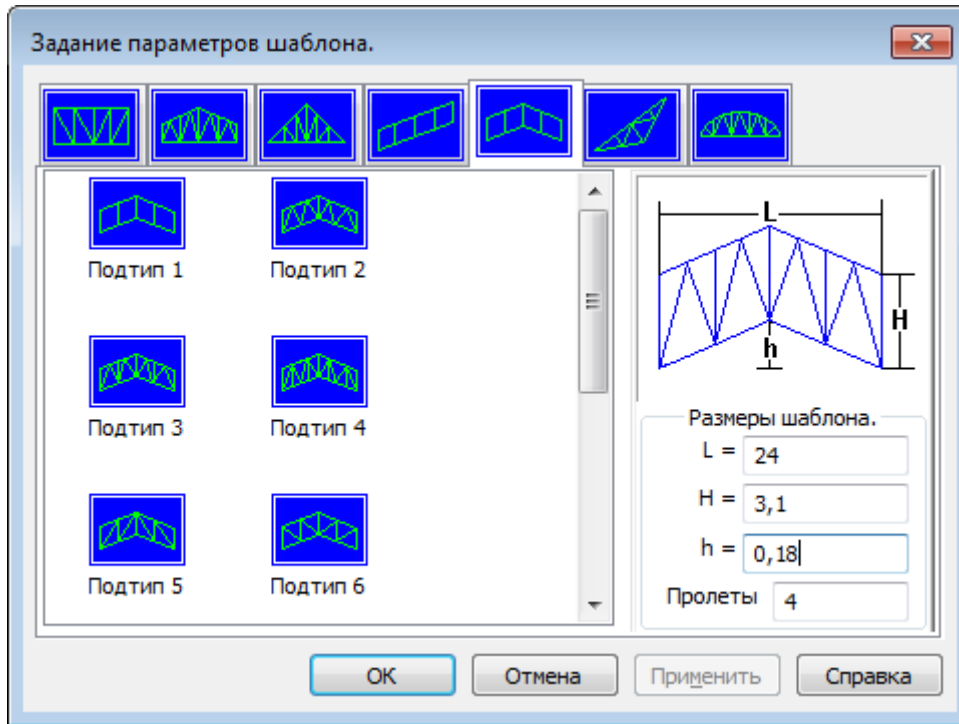 Задание параметров шаблона.
Подтип 1
Подтип 2
Подтип 3
Подтип 4
Подтип 5
Подтип 6
L
H
h
Размеры шаблона.
L = 24
H = 3,1
h = 0,18
Пролеты 4
ОК
Отмена
Применить
Справка